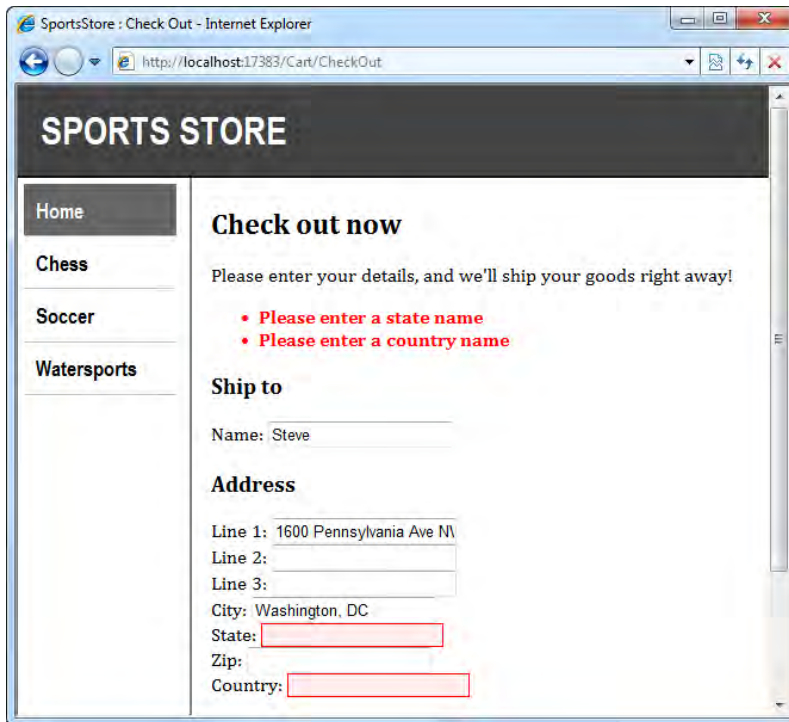 SportsStore : Check Out - Internet Explorer
http://localhost:17383/Cart/CheckOut
SPORTS STORE
Home
Chess
Soccer
Watersports
Check out now
Please enter your details, and we'll ship your goods right away!
• Please enter a state name
• Please enter a country name
Ship to
Name: Steve
Address
Line 1: 1600 Pennsylvania Ave NW
Line 2:
Line 3:
City: Washington, DC
State:
Zip:
Country: